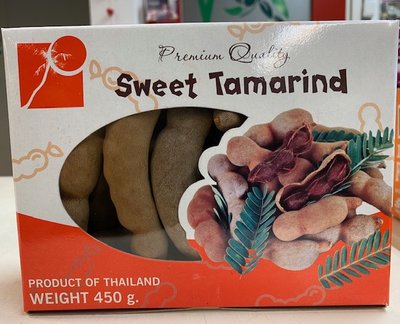 Premium Quality
Sweet Tamarind
PRODUCT OF THAILAND
WEIGHT 450 g.